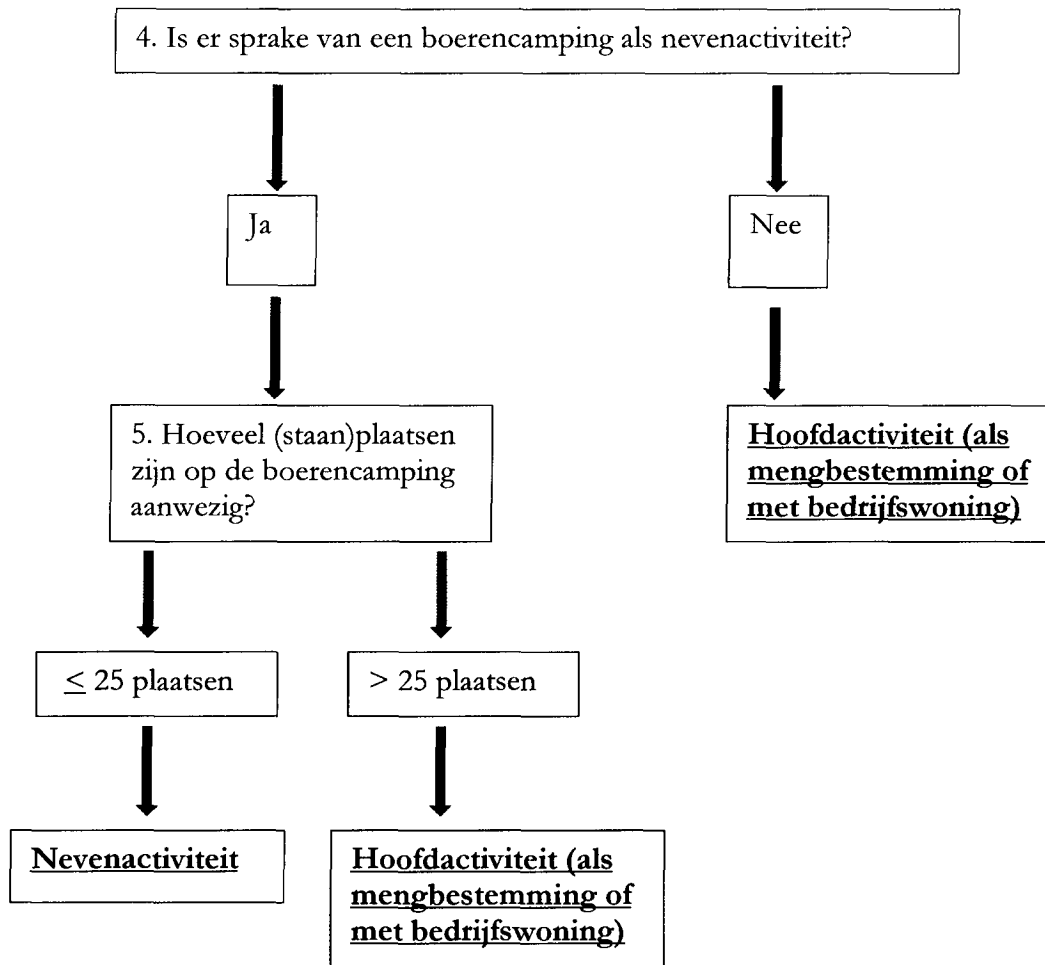 4. Is er sprake van een boerencamping als nevenactiviteit?
Ja
Nee
5. Hoeveel (staan)plaatsen
zijn op de boerencamping
aanwezig?
Hoofdactiviteit (als
mengbestemming of
met bedrijfswoning)
≤ 25 plaatsen
> 25 plaatsen
Nevenactiviteit
Hoofdactiviteit (als
mengbestemming of
met bedrijfswoning)